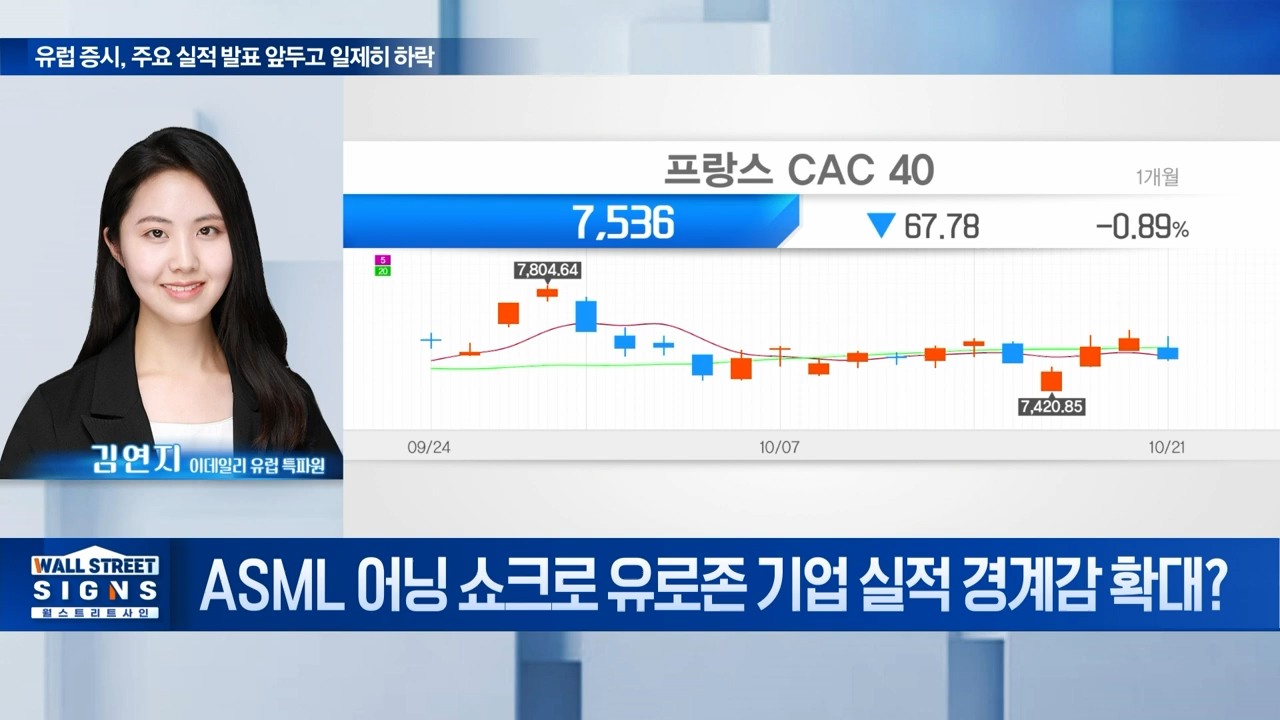 유럽 증시, 주요 실적 발표 앞두고 일제히 하락
프랑스 CAC 40
1개월
7,536
▼ 67.78
-0.89%
5
20
7,804.64
7,420.85
09/24
10/07
10/21
김연지 이데일리 유럽 특파원
WALL STREET
SIGNS
월스트리트사인
ASML 어닝 쇼크로 유로존 기업 실적 경계감 확대?